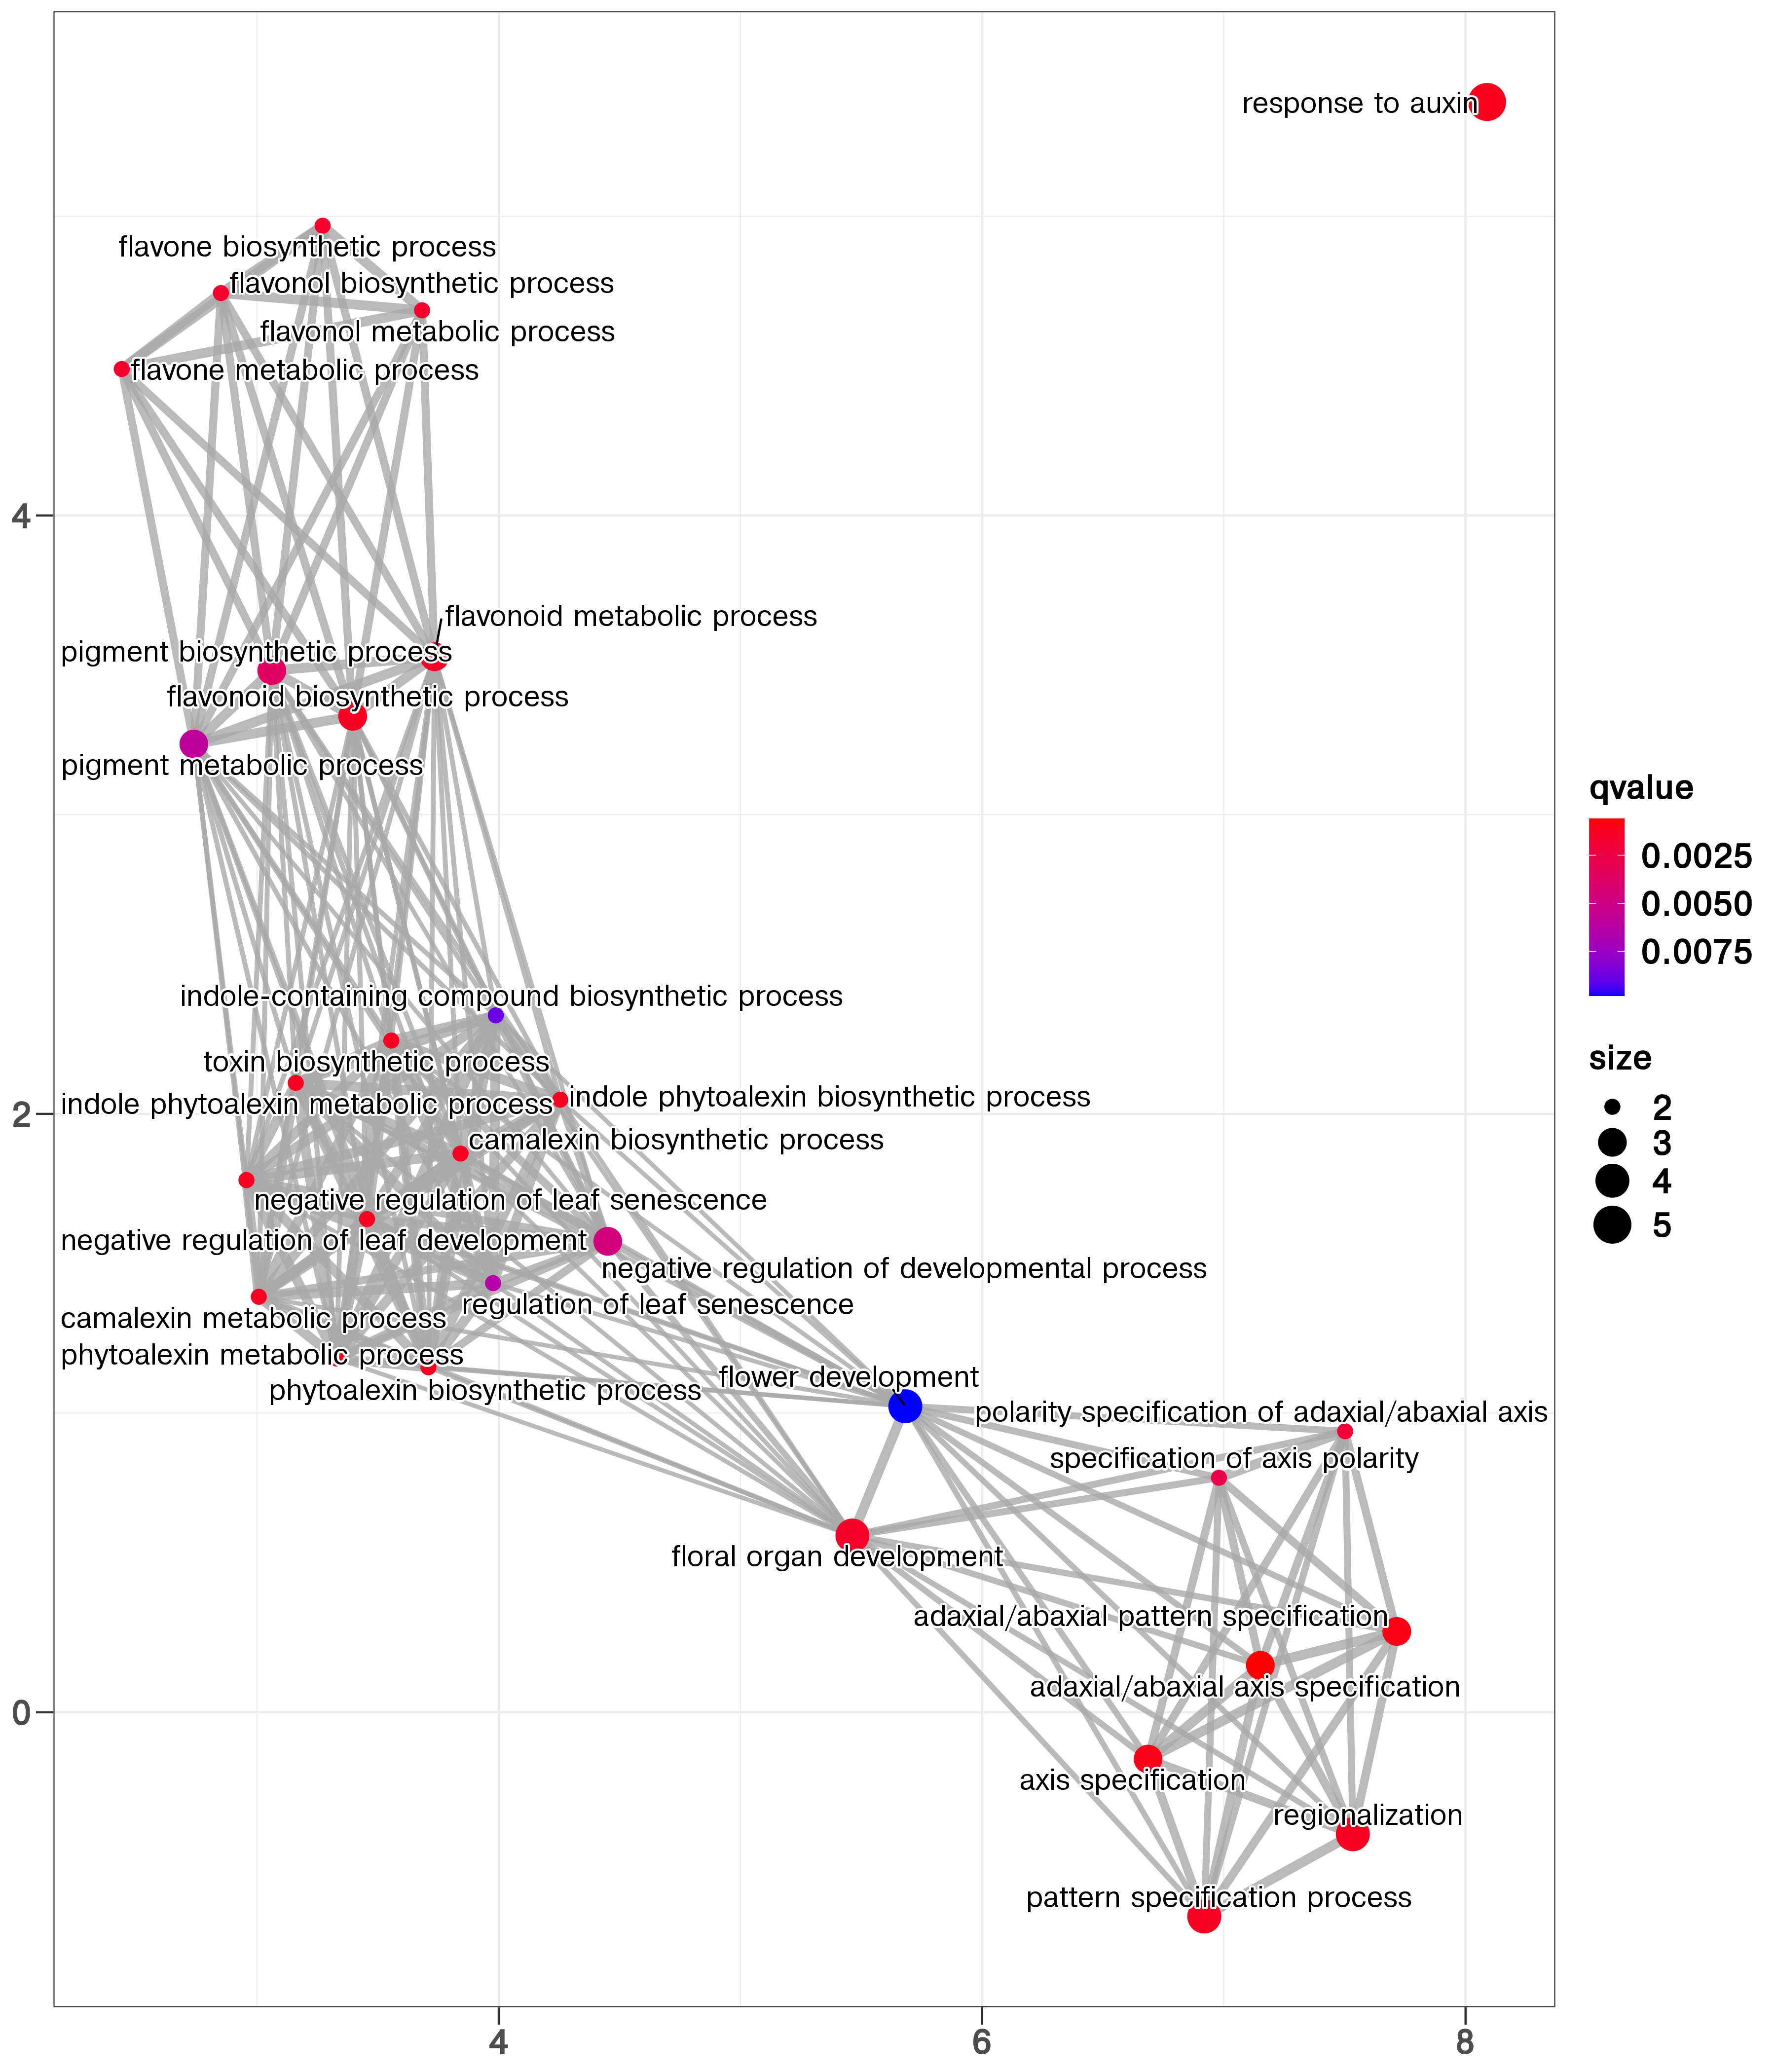 response to auxin
flavone biosynthetic process
flavonol biosynthetic process
flavonol metabolic process
flavone metabolic process
4
flavonoid metabolic process
pigment biosynthetic process
flavonoid biosynthetic process
pigment metabolic process
qvalue
0.0025
0.0050
0.0075
indole-containing compound biosynthetic process
size
toxin biosynthetic process
indole phytoalexin metabolic process
indole phytoalexin biosynthetic process
2
2
3
4
5
camalexin biosynthetic process
negative regulation of leaf senescence
negative regulation of leaf development
negative regulation of developmental process
regulation of leaf senescence
camalexin metabolic process
phytoalexin metabolic process
flower development
phytoalexin biosynthetic process
polarity specification of adaxial/abaxial axis
specification of axis polarity
floral organ development
adaxial/abaxial pattern specification
adaxial/abaxial axis specification
0
axis specification
regionalization
pattern specification process
4
6
8